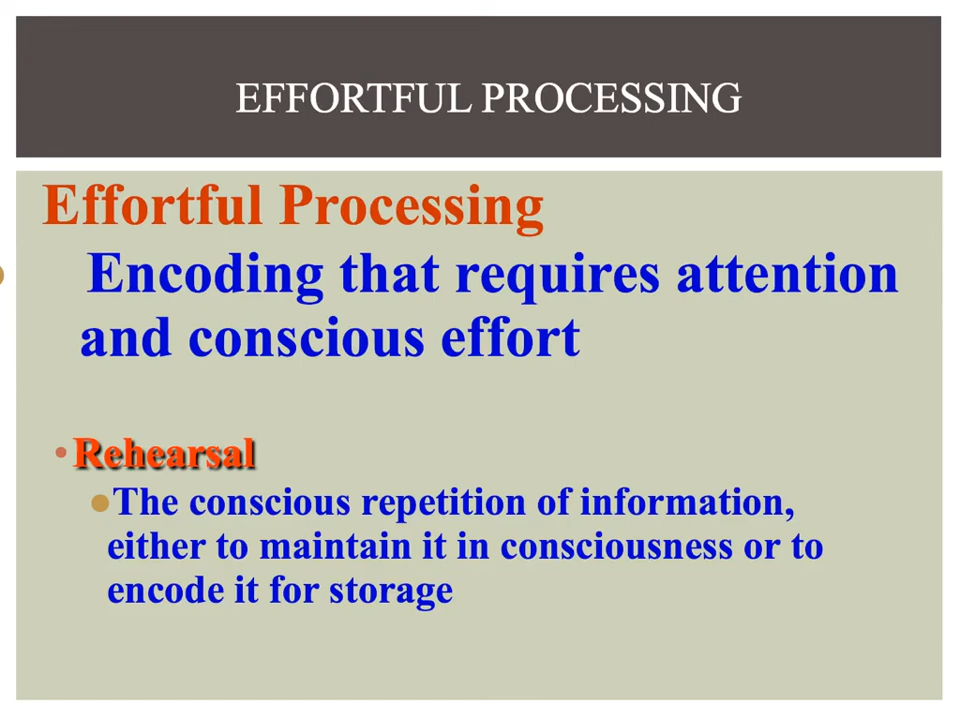 EFFORTFUL PROCESSING
Effortful Processing
Encoding that requires attention
and conscious effort
•Rehearsal
●The conscious repetition of information,
either to maintain it in consciousness or to
encode it for storage